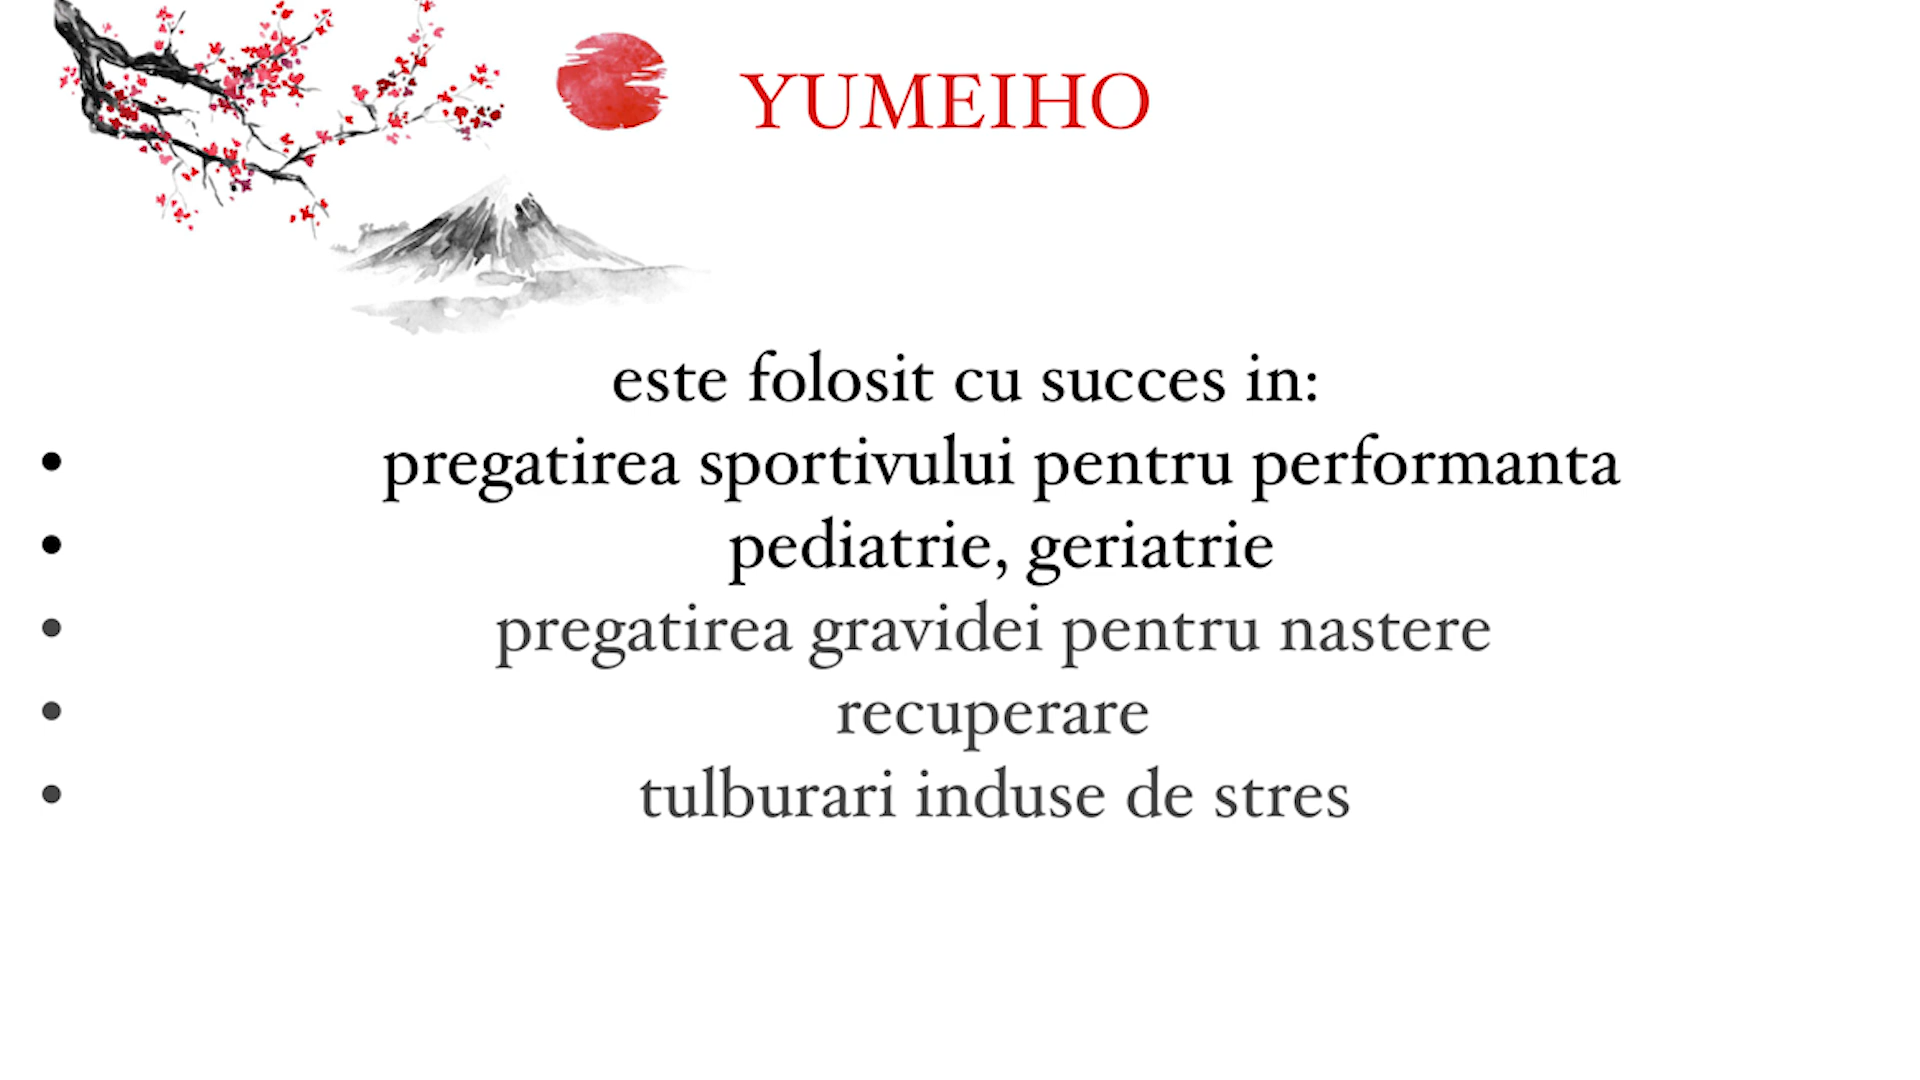 YUMEIHO
este folosit cu succes in:
• pregatirea sportivului pentru performanta
• pediatrie, geriatrie
• pregatirea gravidei pentru nastere
• recuperare
• tulburari induse de stres